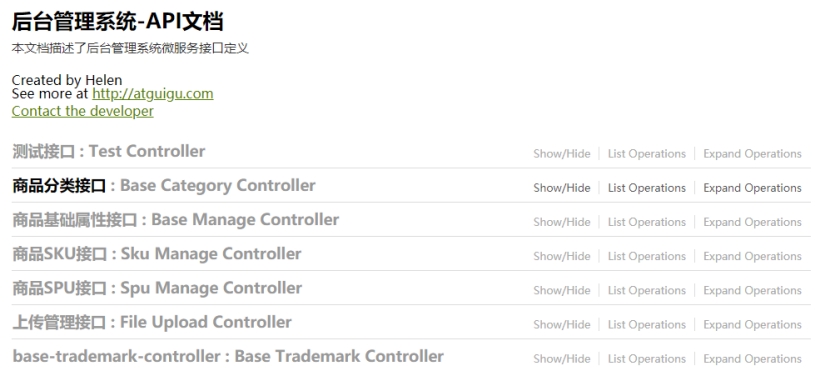 后台管理系统-API文档
本文档描述了后台管理系统微服务接口定义
Created by Helen
See more at http://atguigu.com
Contact the developer
测试接口 : Test Controller Show/Hide List Operations Expand Operations
商品分类接口 : Base Category Controller Show/Hide List Operations Expand Operations
商品基础属性接口 : Base Manage Controller Show/Hide List Operations Expand Operations
商品SKU接口 : Sku Manage Controller Show/Hide List Operations Expand Operations
商品SPU接口 : Spu Manage Controller Show/Hide List Operations Expand Operations
上传管理接口 : File Upload Controller Show/Hide List Operations Expand Operations
base-trademark-controller : Base Trademark Controller Show/Hide List Operations Expand Operations